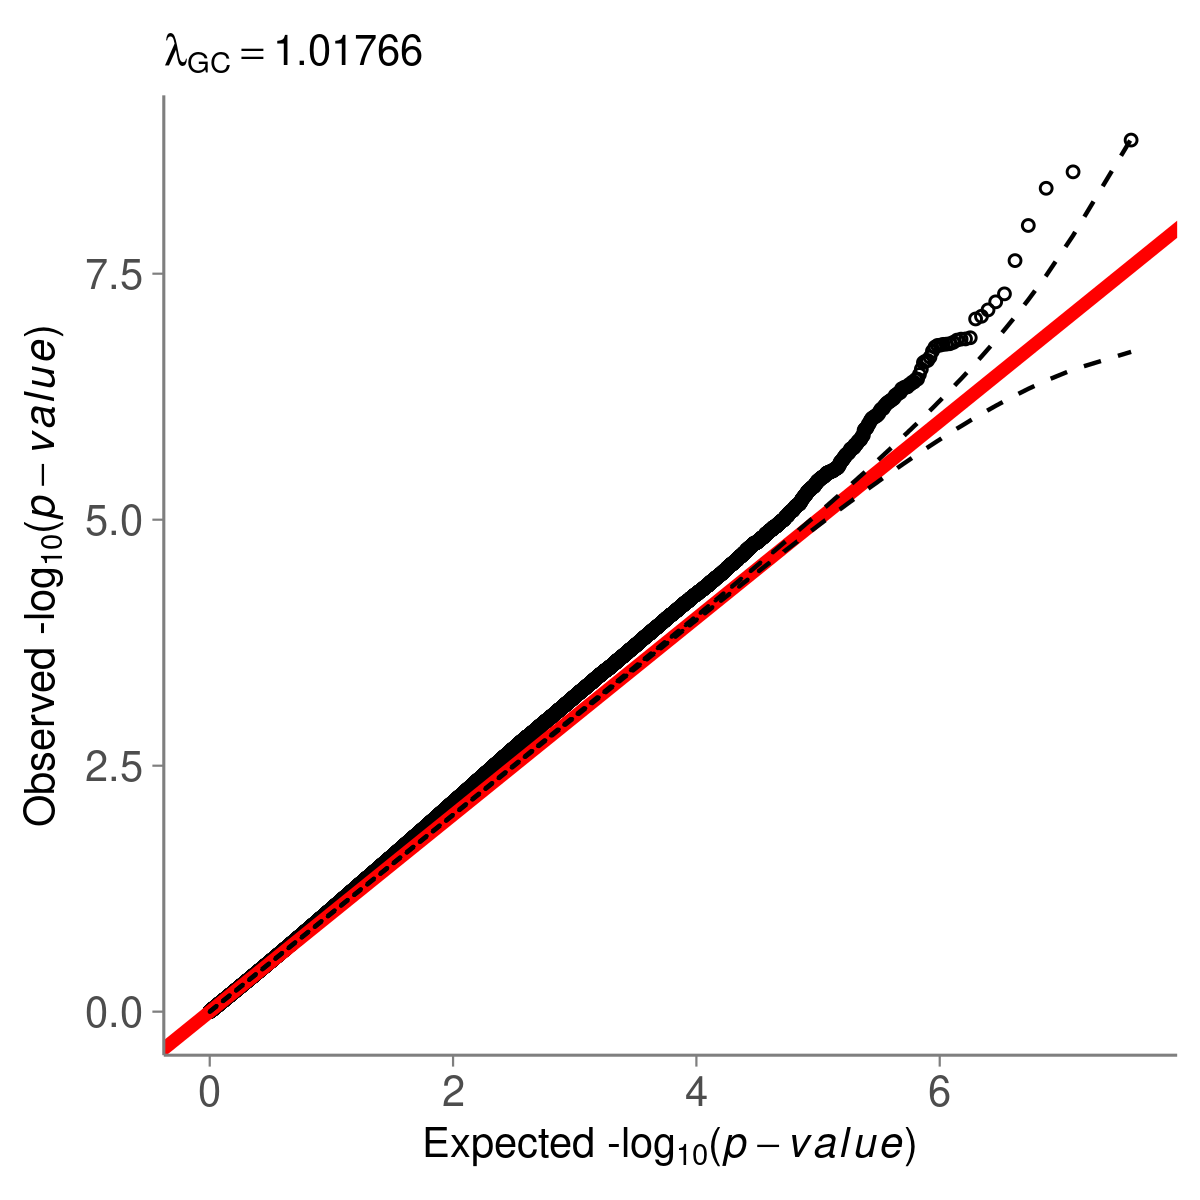 λGC = 1.01766
Observed -log10(p − value)
7.5
5.0
2.5
0.0
0 2 4 6
Expected -log10(p − value)